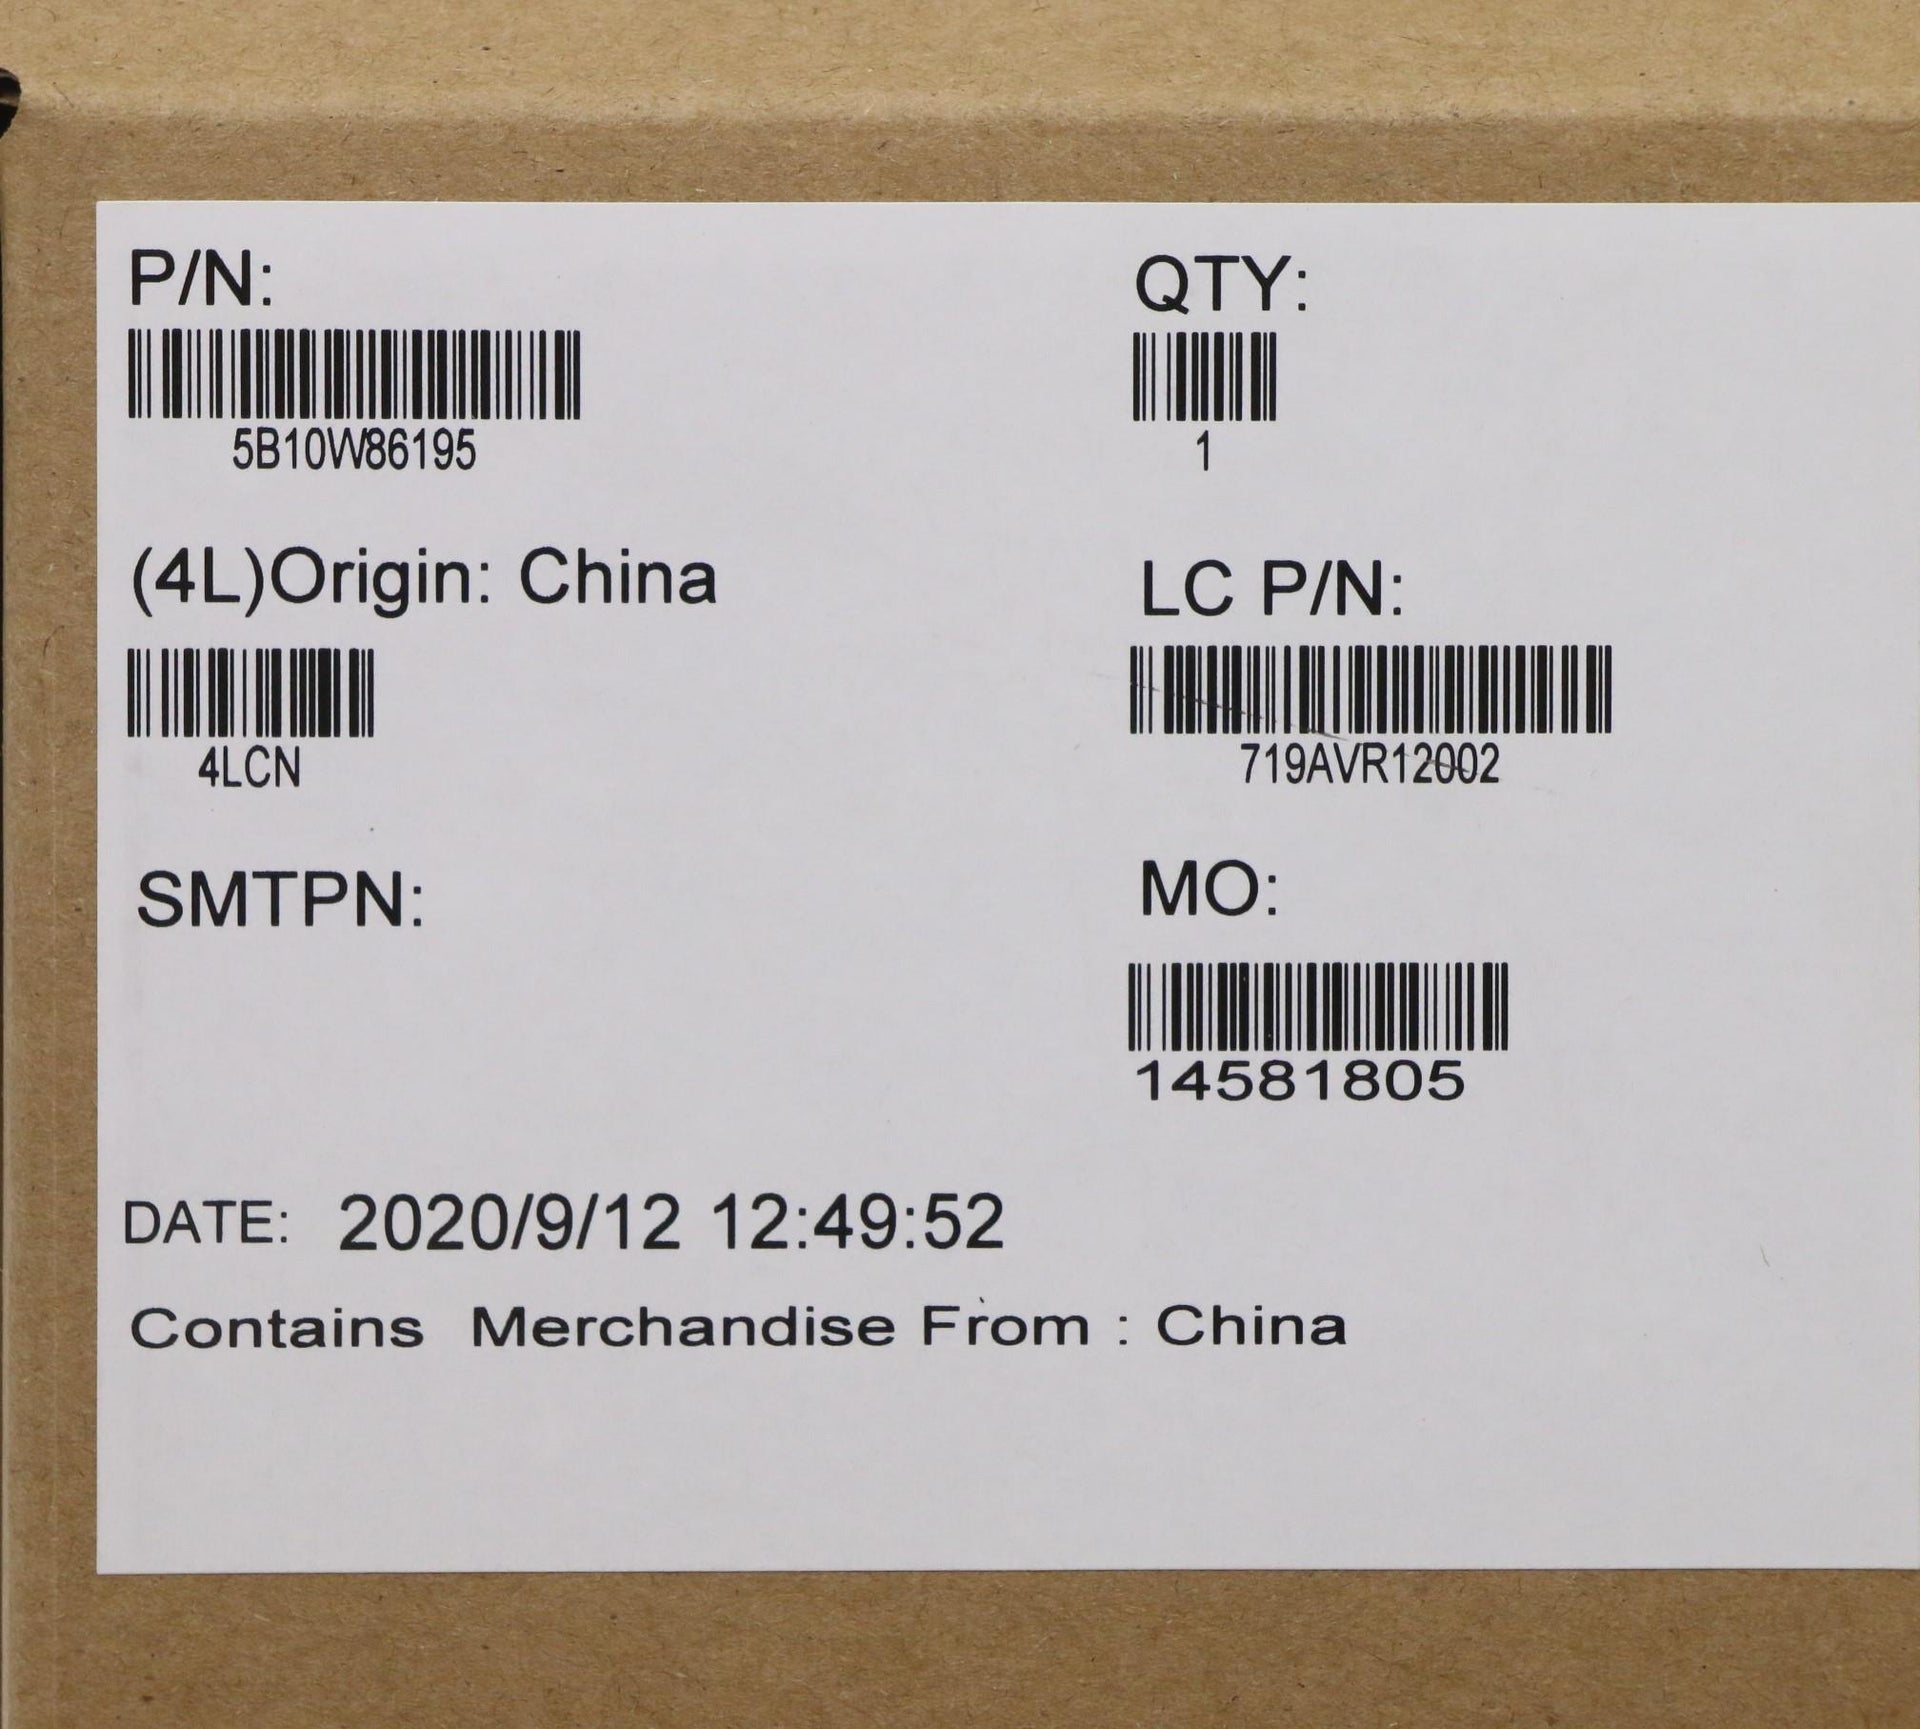 P/N:
5B10W86195
QTY:
1
(4L)Origin: China
4LCN
LC P/N:
719AVR12002
SMTPN:
MO:
14581805
DATE: 2020/9/12 12:49:52
Contains Merchandise From : China